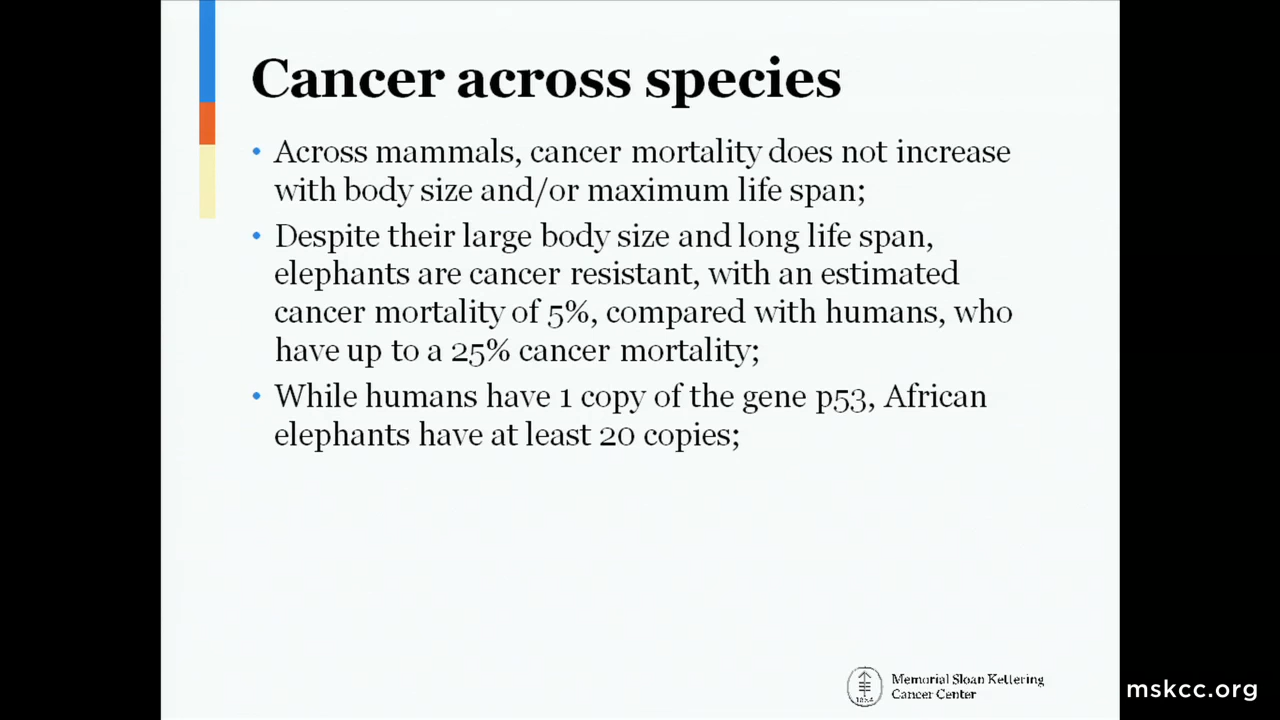 Cancer across species
• Across mammals, cancer mortality does not increase
with body size and/or maximum life span;
• Despite their large body size and long life span,
elephants are cancer resistant, with an estimated
cancer mortality of 5%, compared with humans, who
have up to a 25% cancer mortality;
• While humans have 1 copy of the gene p53, African
elephants have at least 20 copies;
Memorial Sloan Kettering
Cancer Center
1884
mskcc.org